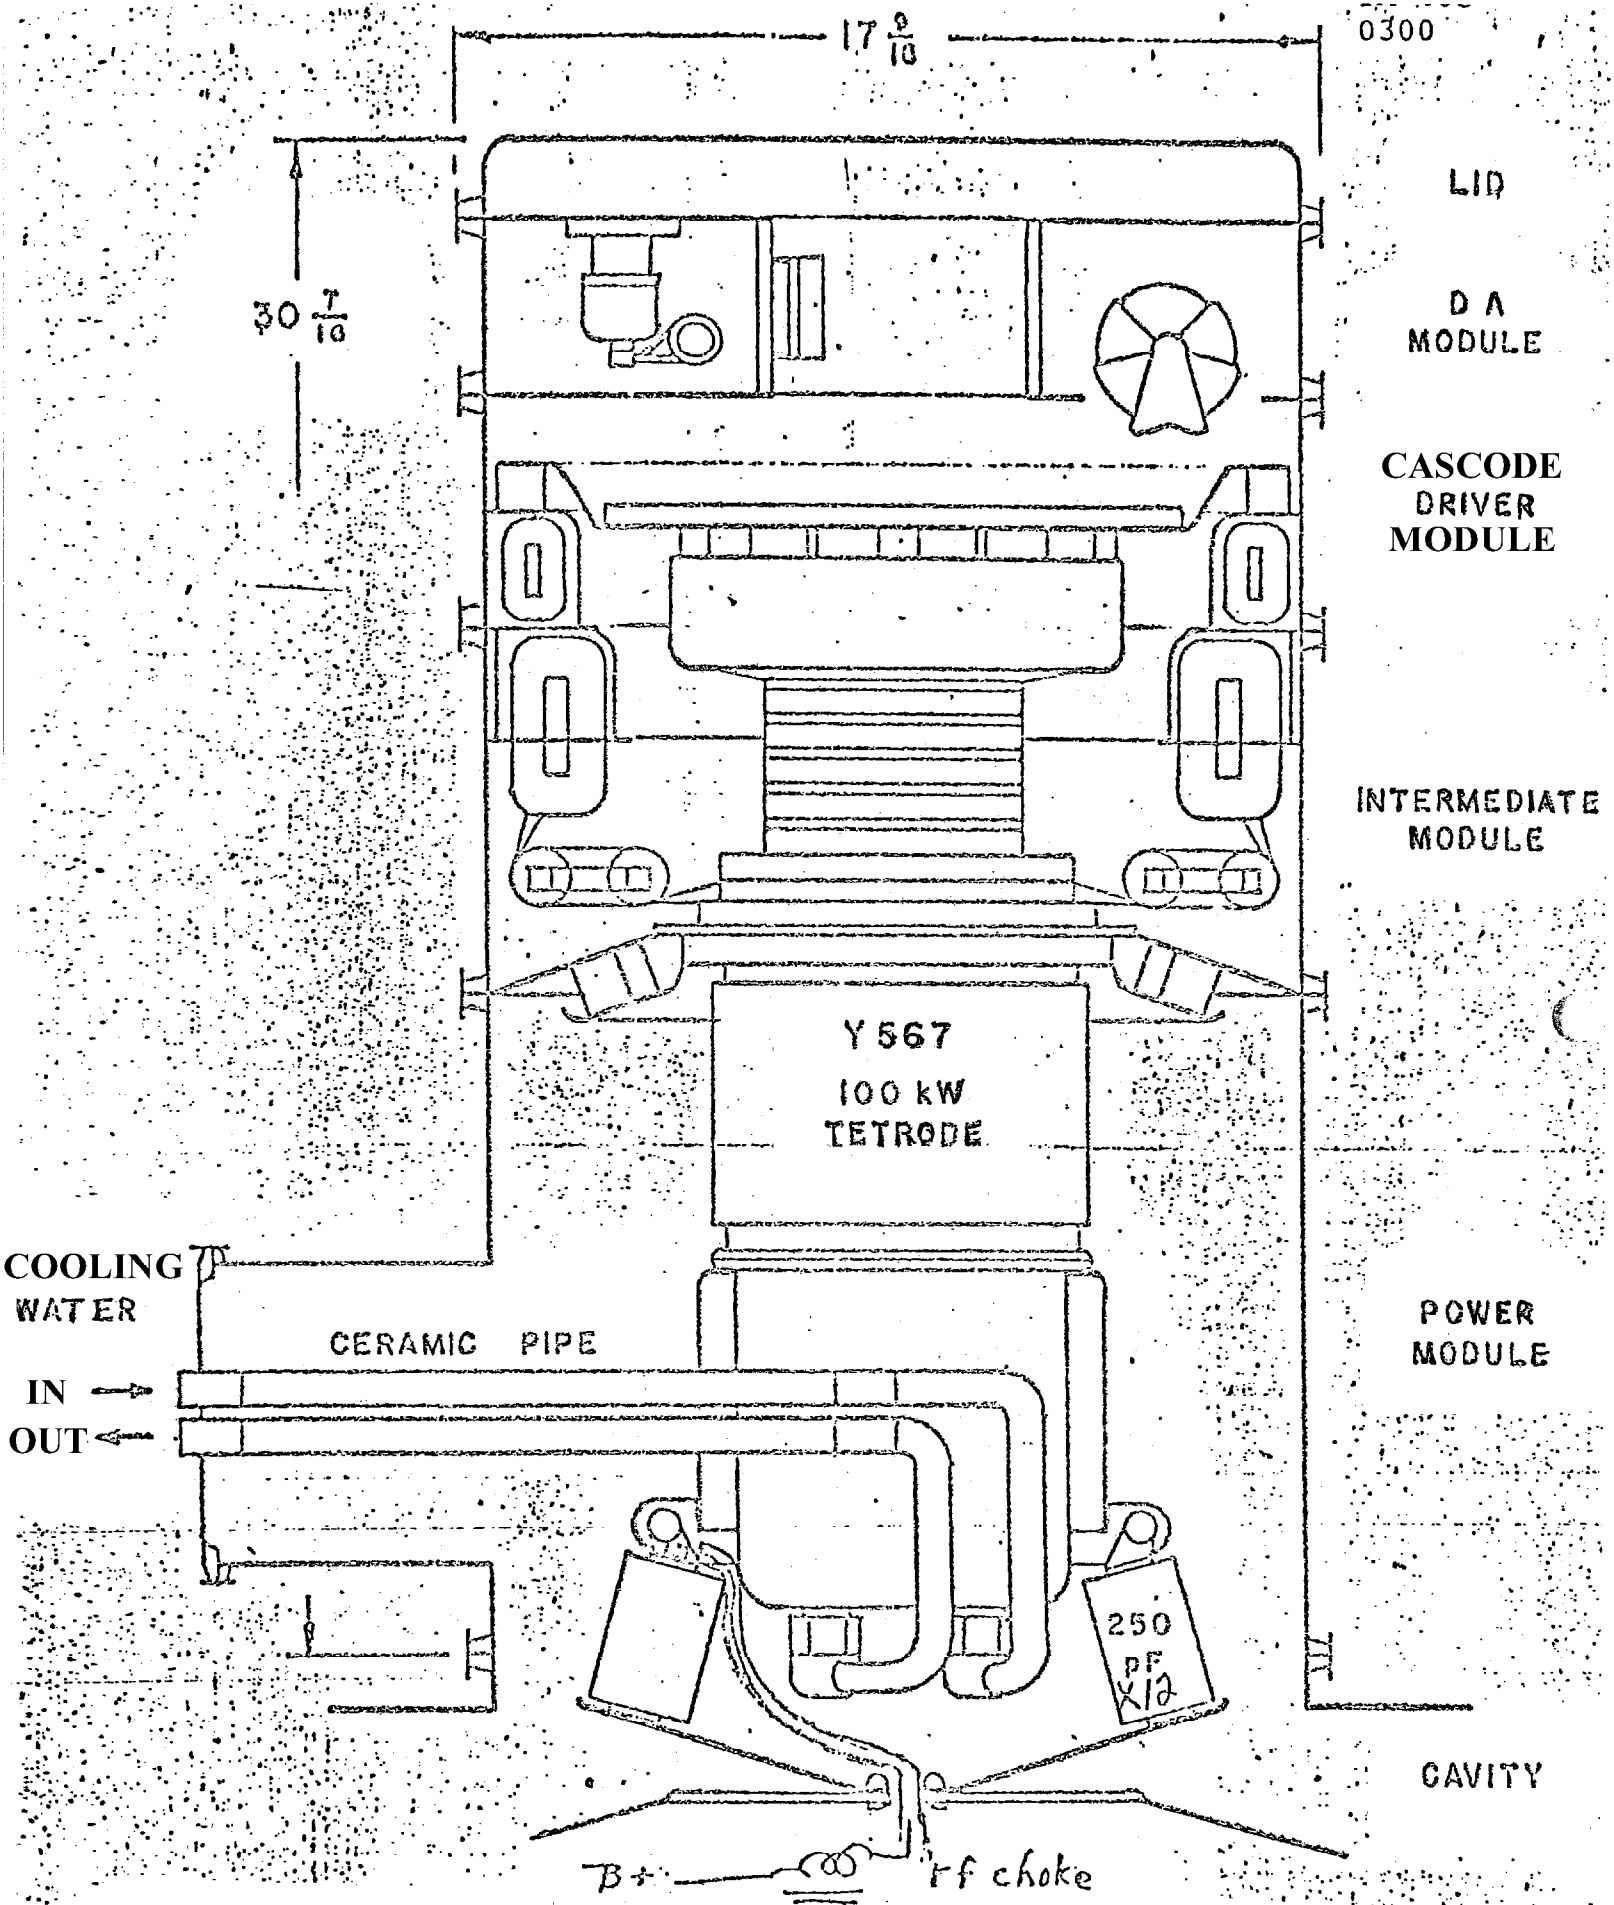 17 9/10
0300
LID
30 7/10
D A
MODULE
CASCODE
DRIVER
MODULE
INTERMEDIATE
MODULE
Y 567
100 kW
TETRODE
COOLING
WATER
CERAMIC PIPE
POWER
MODULE
IN
OUT
250
PF
X12
CAVITY
B+
rf choke